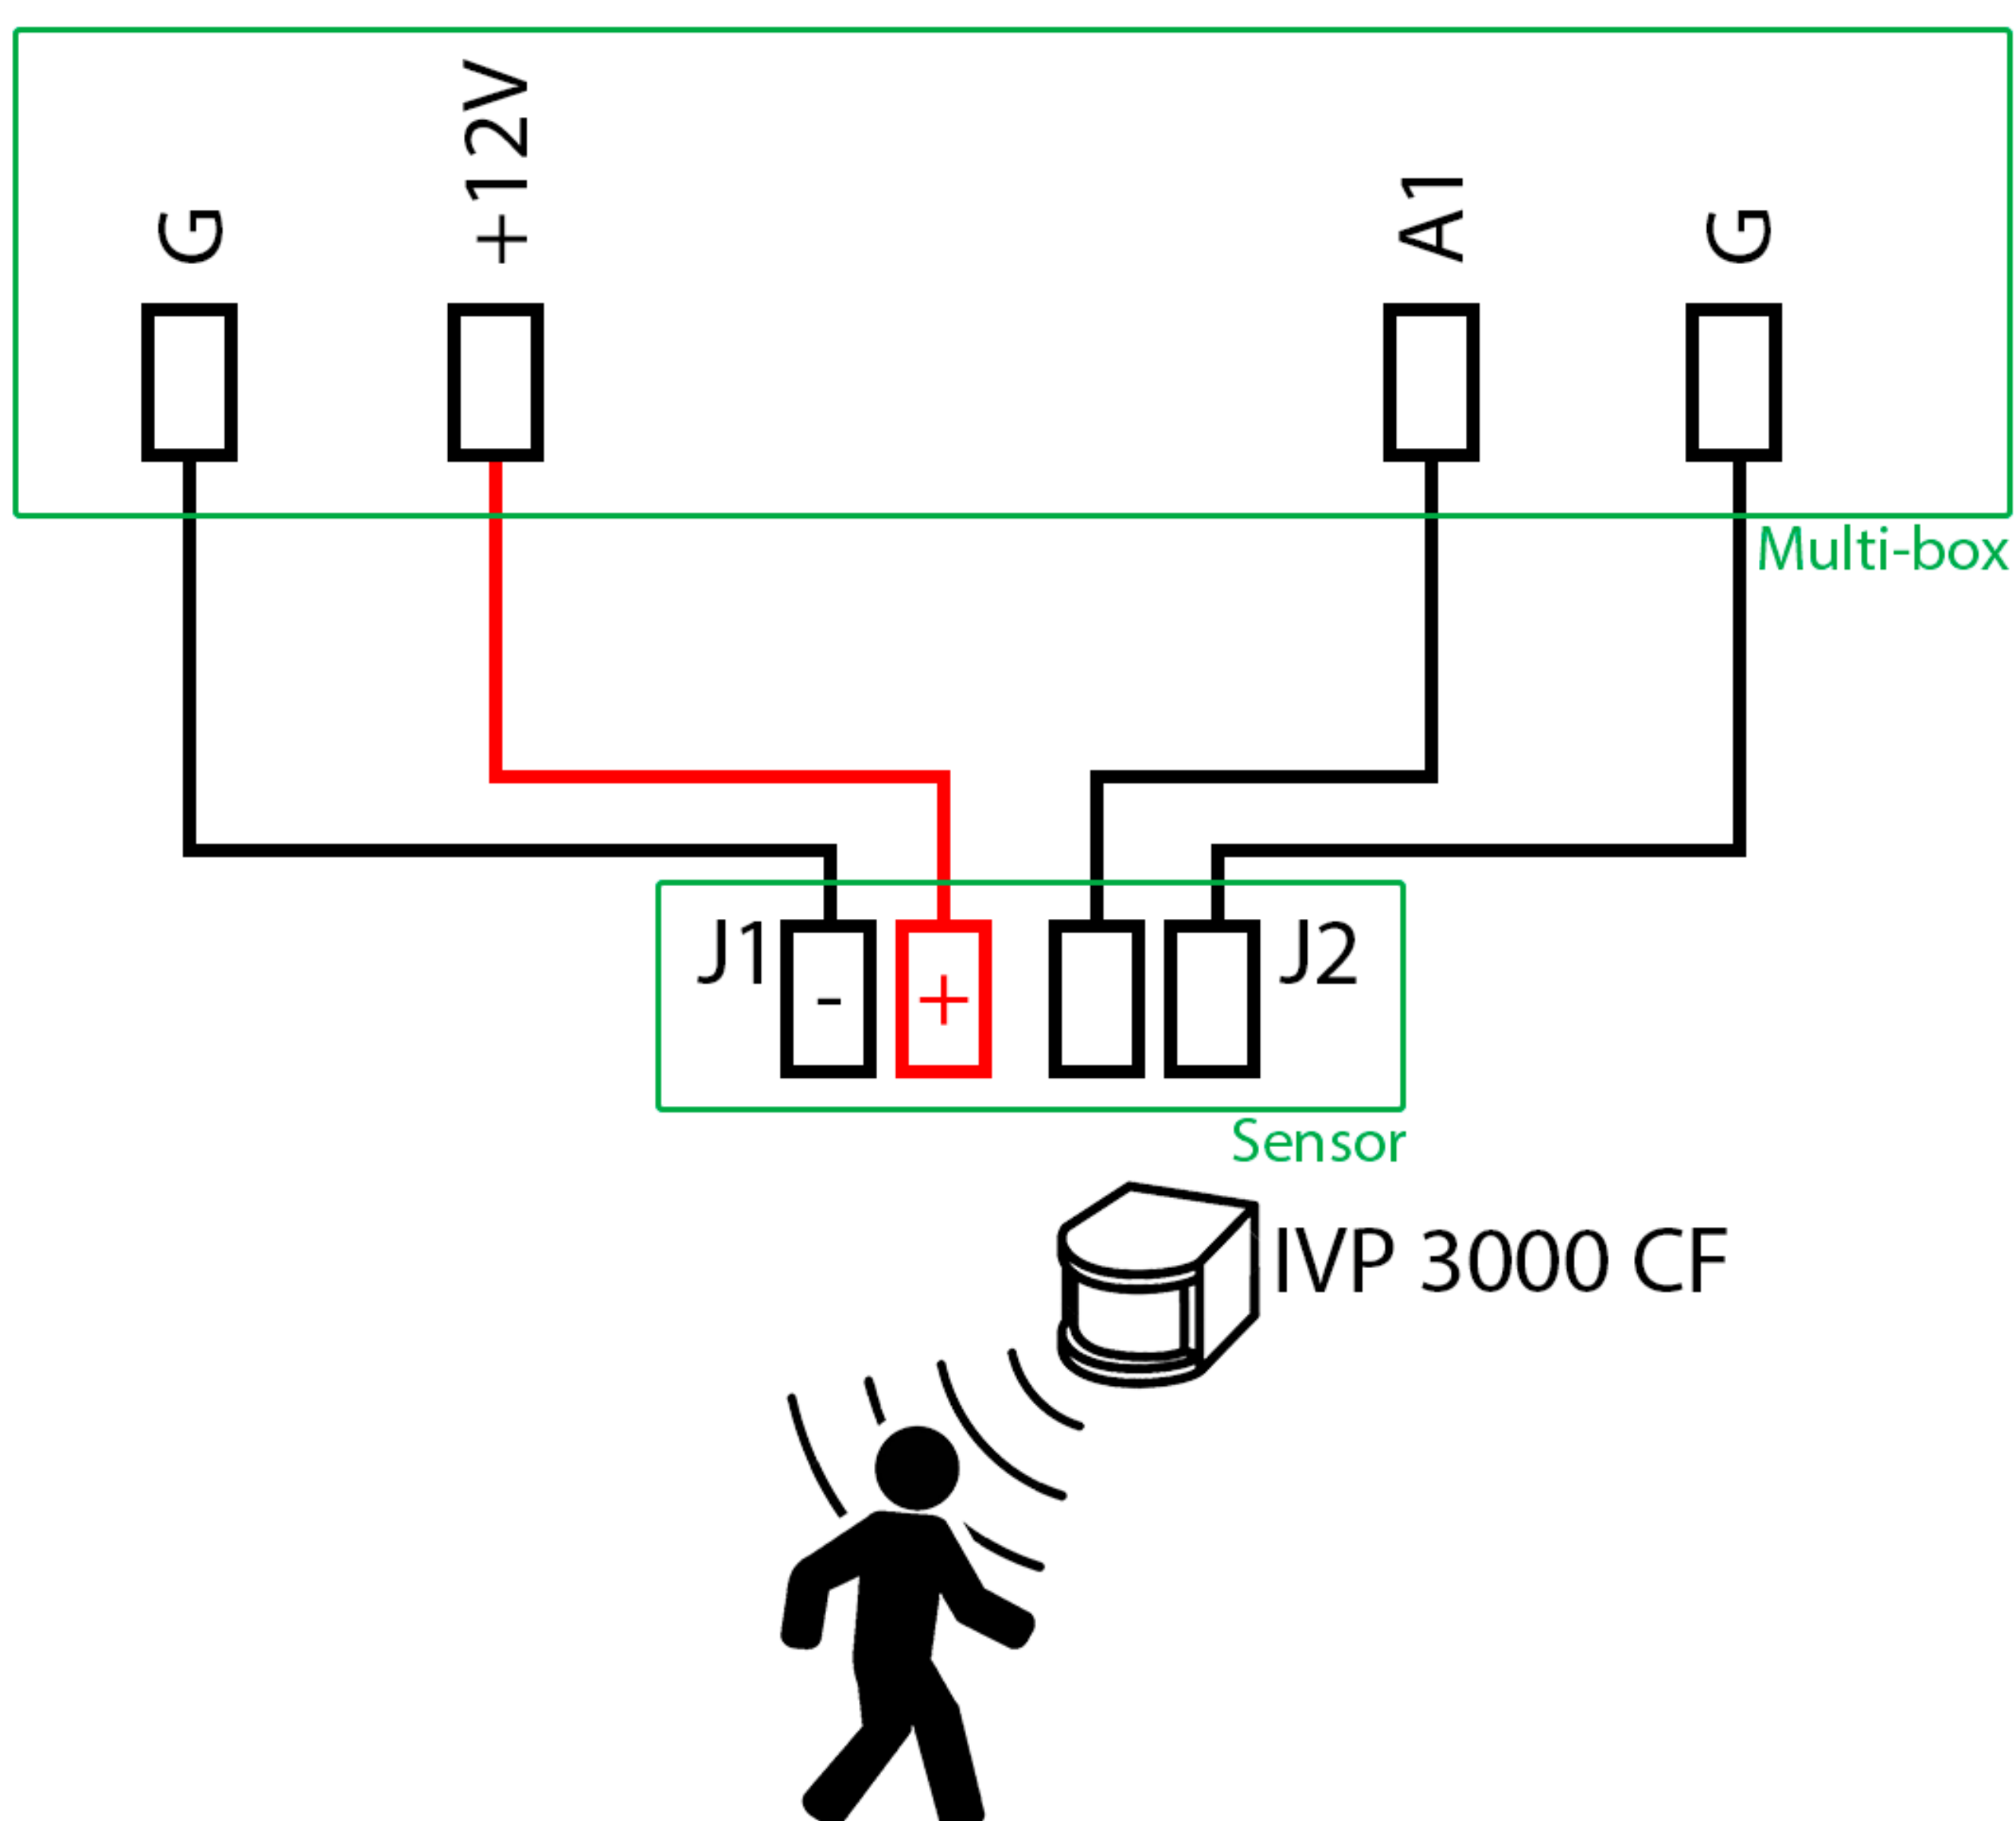 G
+12V
A1
G
Multi-box
J1
-
+
J2
Sensor
IVP 3000 CF